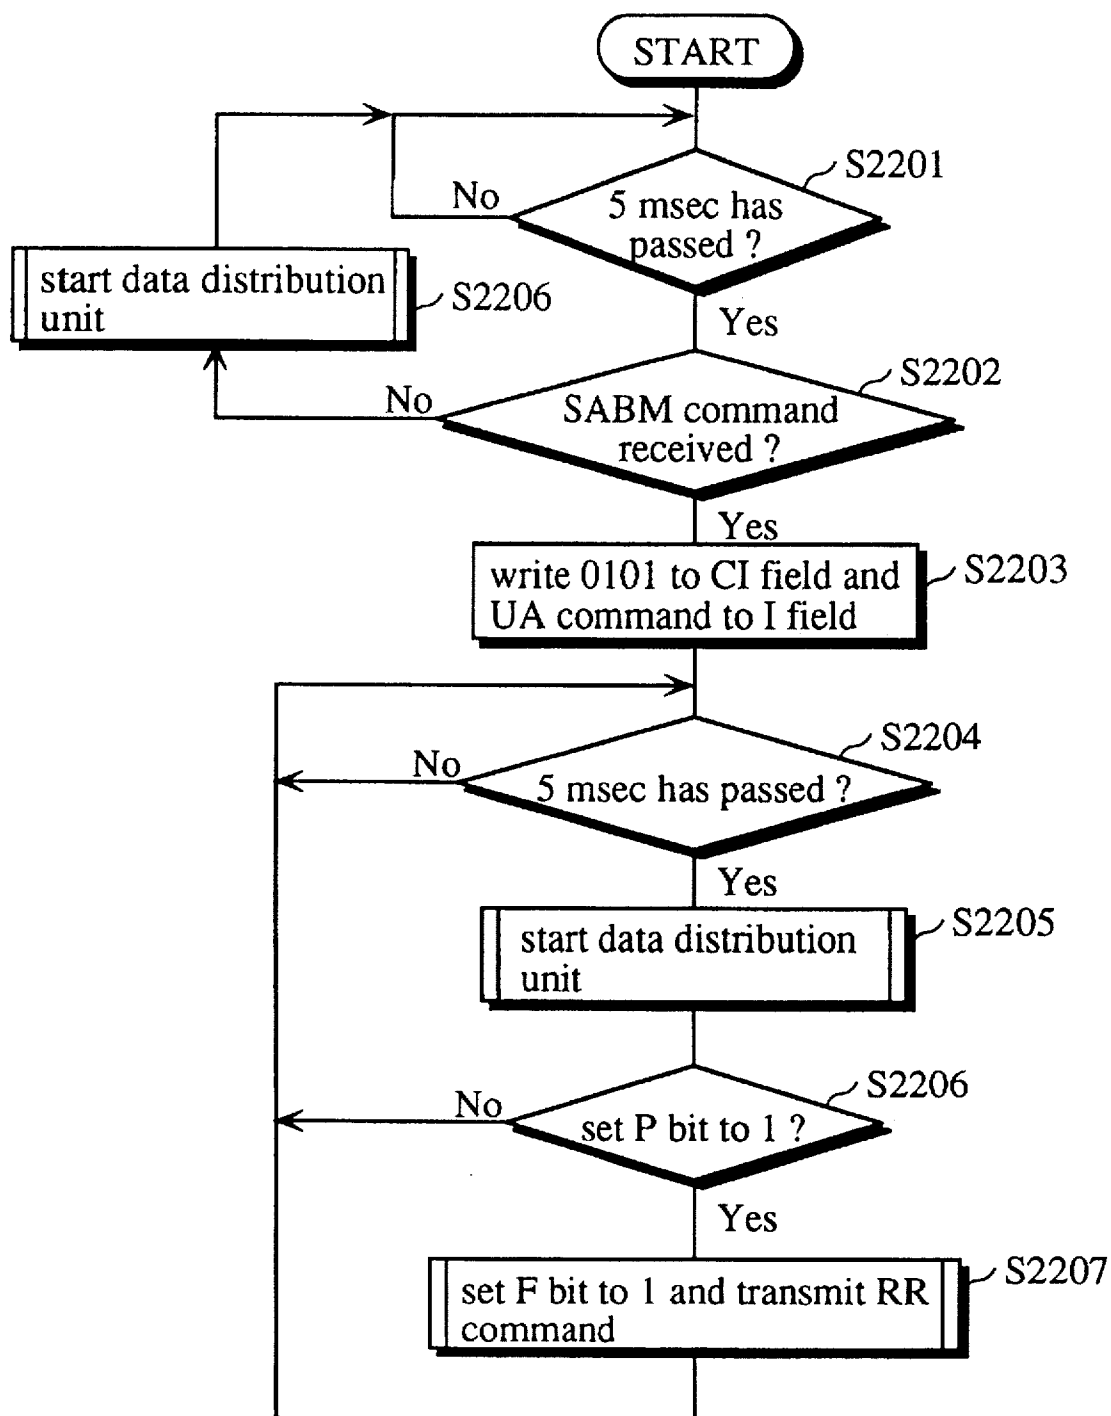 START
S2201
No
5 msec has
passed ?
start data distribution
unit
S2206
Yes
S2202
No
SABM command
received ?
Yes
write 0101 to CI field and
UA command to I field
S2203
S2204
No
5 msec has passed ?
Yes
start data distribution
unit
S2205
S2206
No
set P bit to 1 ?
Yes
S2207
set F bit to 1 and transmit RR
command